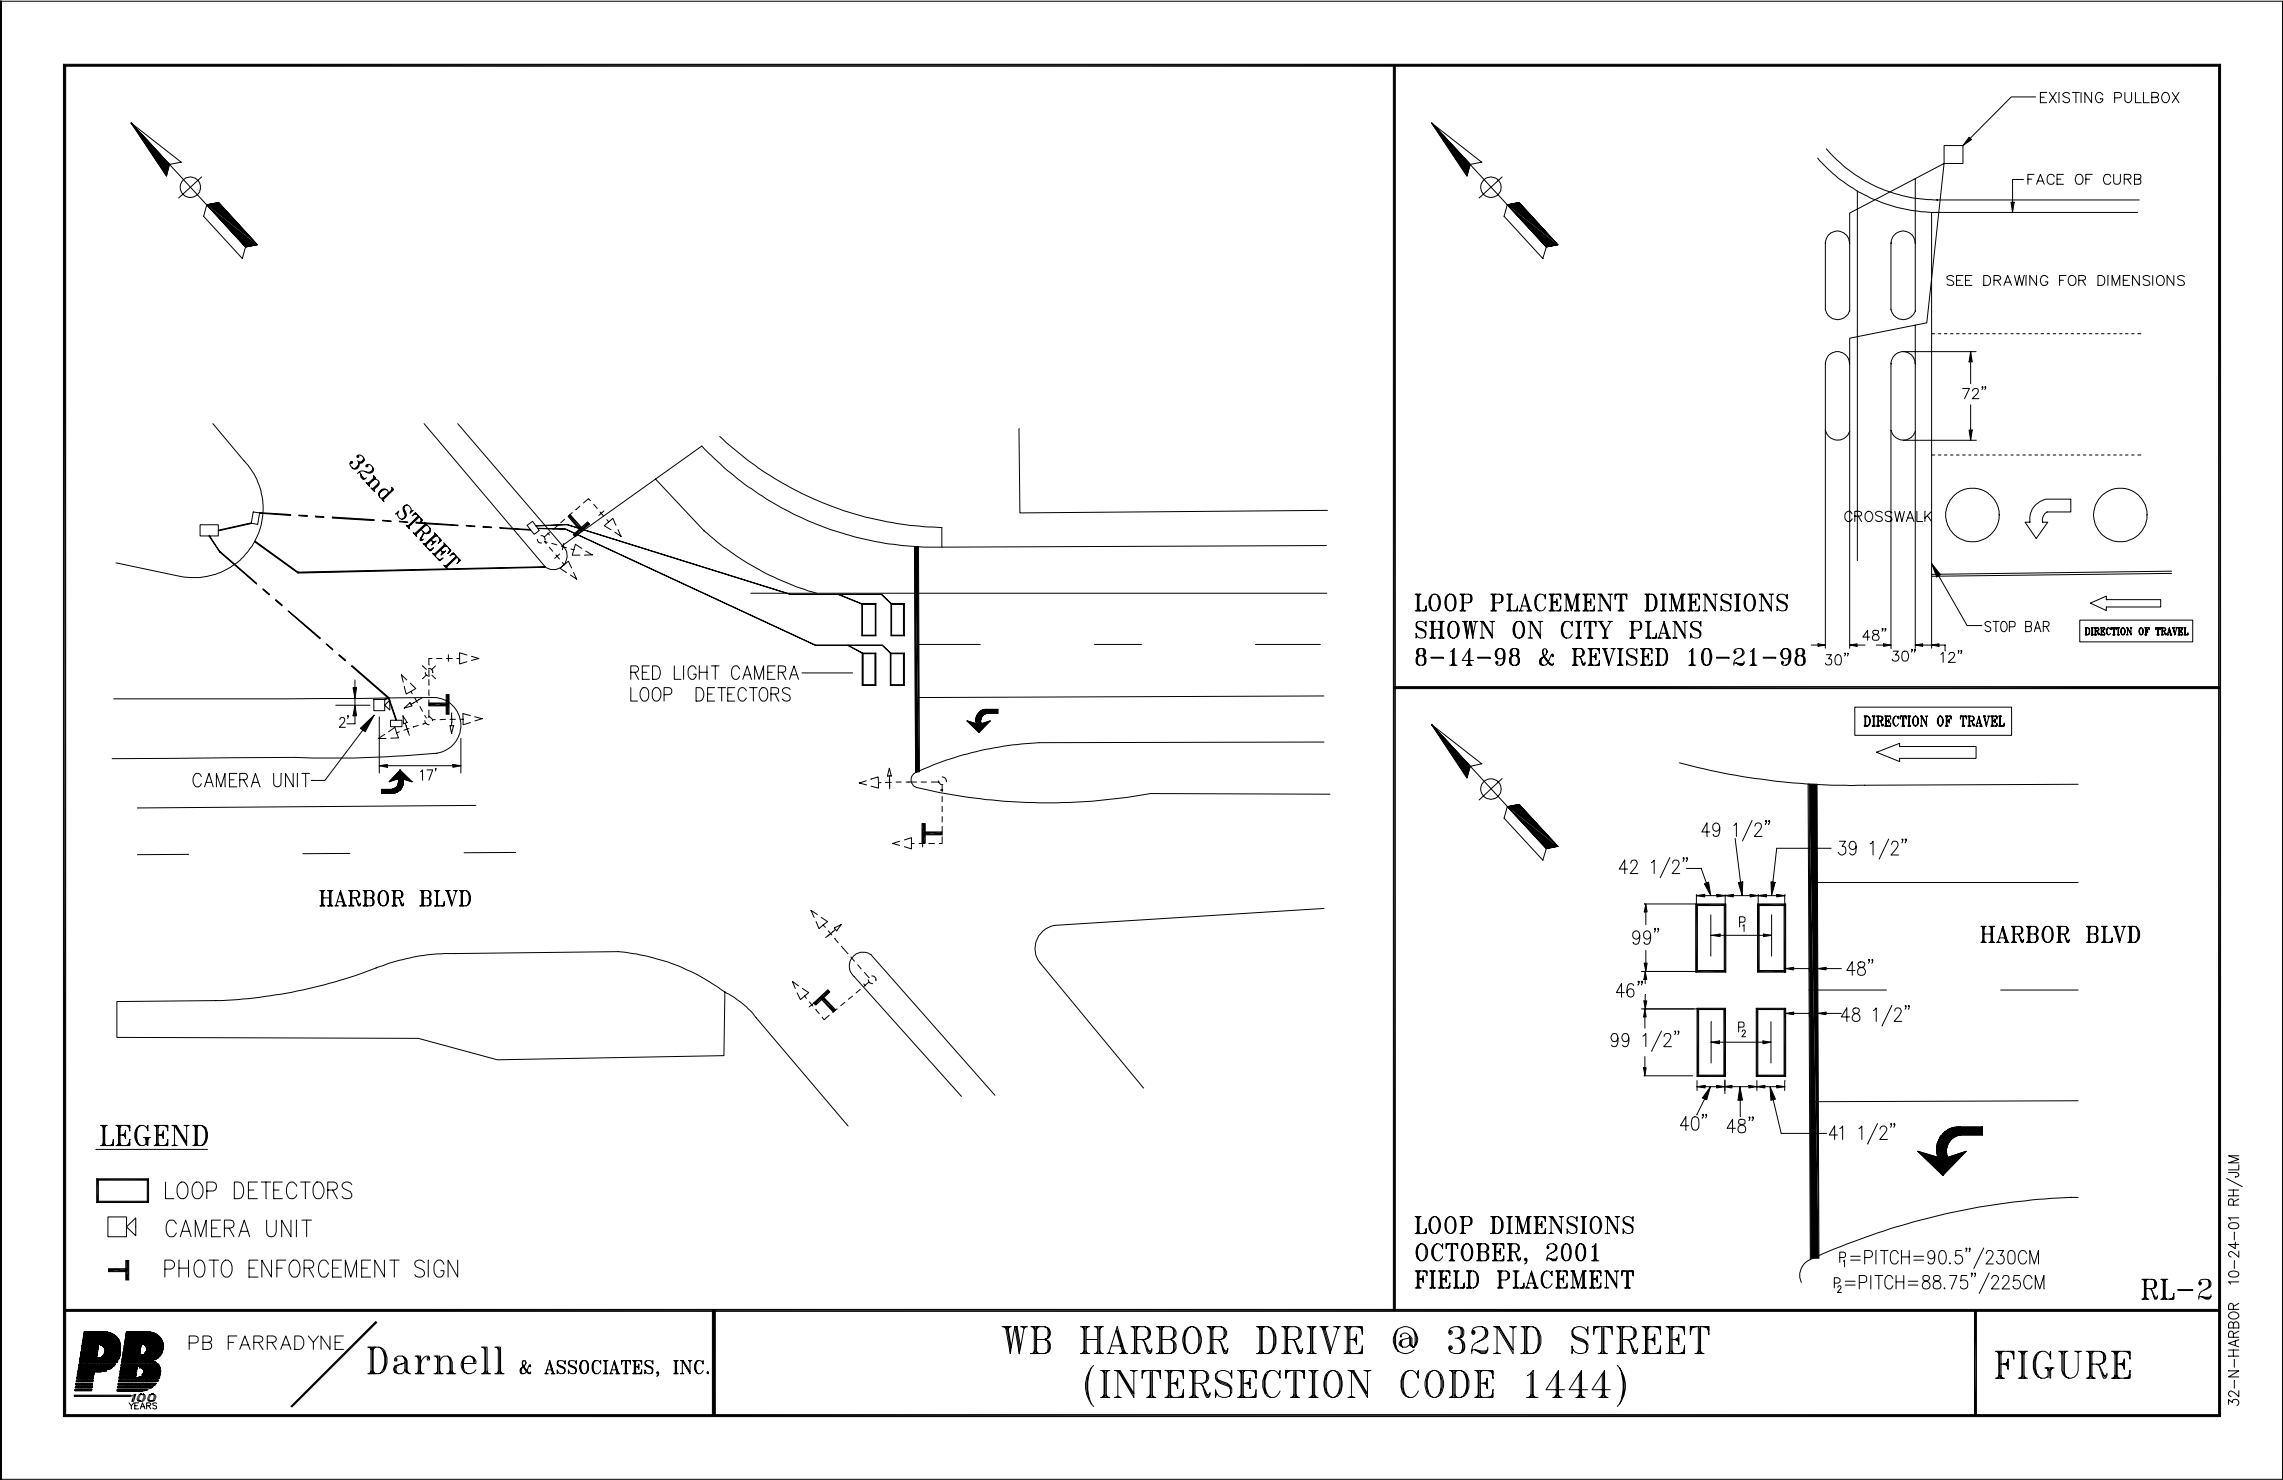 EXISTING PULLBOX
FACE OF CURB
SEE DRAWING FOR DIMENSIONS
72"
CROSSWALK
LOOP PLACEMENT DIMENSIONS
SHOWN ON CITY PLANS
8-14-98 & REVISED 10-21-98
STOP BAR
DIRECTION OF TRAVEL
48"
30"
30"
12"
32nd STREET
RED LIGHT CAMERA
LOOP DETECTORS
2'
17'
CAMERA UNIT
HARBOR BLVD
DIRECTION OF TRAVEL
49 1/2"
39 1/2"
42 1/2"
99"
P1
HARBOR BLVD
48"
46"
48 1/2"
99 1/2"
P2
40"
48"
41 1/2"
LOOP DIMENSIONS
OCTOBER, 2001
FIELD PLACEMENT
P1=PITCH=90.5"/230CM
P2=PITCH=88.75"/225CM
RL-2
LEGEND
LOOP DETECTORS
CAMERA UNIT
PHOTO ENFORCEMENT SIGN
PB
100
YEARS
PB FARRADYNE
Darnell & ASSOCIATES, INC.
WB HARBOR DRIVE @ 32ND STREET
(INTERSECTION CODE 1444)
FIGURE
32-N-HARBOR 10-24-01 RH/JLM